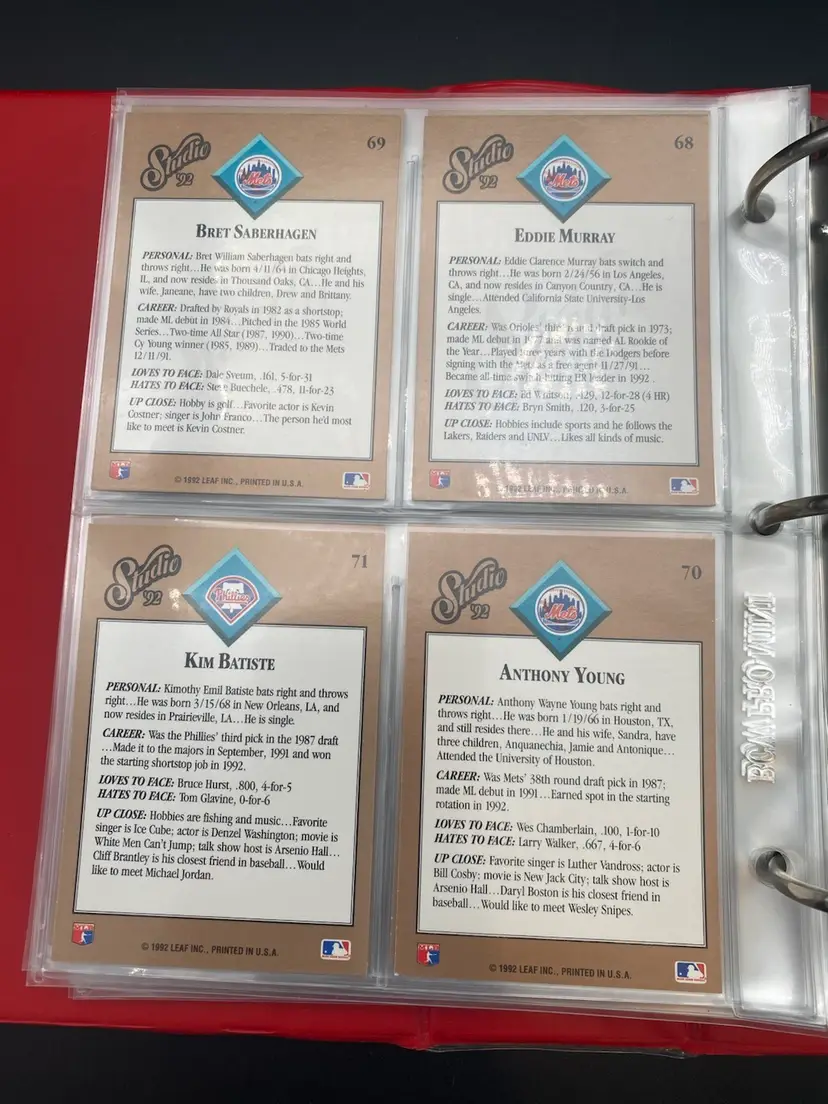 Studio '92
Mets
69
BRET SABERHAGEN
PERSONAL: Bret William Saberhagen bats right and
throws right...He was born 4/11/64 in Chicago Heights,
IL, and now resides in Thousand Oaks, CA...He and his
wife, Janeane, have two children, Drew and Brittany.
CAREER: Drafted by Royals in 1982 as a shortstop;
made ML debut in 1984...Pitched in the 1985 World
Series...Two-time All Star (1987, 1990)...Two-time
Cy Young winner (1985, 1989)...Traded to the Mets
12/11/91.
LOVES TO FACE: Dale Sveum, .161, 5-for-31
HATES TO FACE: Steve Buechele, .478, 11-for-23
UP CLOSE: Hobby is golf...Favorite actor is Kevin
Costner; singer is John Franco...The person he'd most
like to meet is Kevin Costner.
MLB
© 1992 LEAF INC., PRINTED IN U.S.A.
Studio '92
Mets
68
EDDIE MURRAY
PERSONAL: Eddie Clarence Murray bats switch and
throws right...He was born 2/24/56 in Los Angeles,
CA, and now resides in Canyon Country, CA...He is
single...Attended California State University-Los
Angeles.
CAREER: Was Orioles' third round draft pick in 1973;
made ML debut in 1977 and was named AL Rookie of
the Year...Played three years with the Dodgers before
signing with the Mets as a free agent 11/27/91...
Became all-time switch-hitting HR leader in 1992.
LOVES TO FACE: Ed Whitson, .429, 12-for-28 (4 HR)
HATES TO FACE: Bryn Smith, .120, 3-for-25
UP CLOSE: Hobbies include sports and he follows the
Lakers, Raiders and UNLV...Likes all kinds of music.
© 1992 LEAF INC., PRINTED IN U.S.A.
Studio '92
Phillies
71
KIM BATISTE
PERSONAL: Kimothy Emil Batiste bats right and throws
right...He was born 3/15/68 in New Orleans, LA, and
now resides in Prairieville, LA...He is single.
CAREER: Was the Phillies' third pick in the 1987 draft
...Made it to the majors in September, 1991 and won
the starting shortstop job in 1992.
LOVES TO FACE: Bruce Hurst, .800, 4-for-5
HATES TO FACE: Tom Glavine, 0-for-6
UP CLOSE: Hobbies are fishing and music...Favorite
singer is Ice Cube; actor is Denzel Washington; movie is
White Men Can't Jump; talk show host is Arsenio Hall...
Cliff Brantley is his closest friend in baseball...Would
like to meet Michael Jordan.
MLB
© 1992 LEAF INC., PRINTED IN U.S.A.
Studio '92
Mets
70
ANTHONY YOUNG
PERSONAL: Anthony Wayne Young bats right and
throws right...He was born 1/19/66 in Houston, TX,
and still resides there...He and his wife, Sandra, have
three children, Anquanechia, Jamie and Antonique...
Attended the University of Houston.
CAREER: Was Mets' 38th round draft pick in 1987;
made ML debut in 1991...Earned spot in the starting
rotation in 1992.
LOVES TO FACE: Wes Chamberlain, .100, 1-for-10
HATES TO FACE: Larry Walker, .667, 4-for-6
UP CLOSE: Favorite singer is Luther Vandross; actor is
Bill Cosby; movie is New Jack City; talk show host is
Arsenio Hall...Daryl Boston is his closest friend in
baseball...Would like to meet Wesley Snipes.
MLB
© 1992 LEAF INC., PRINTED IN U.S.A.